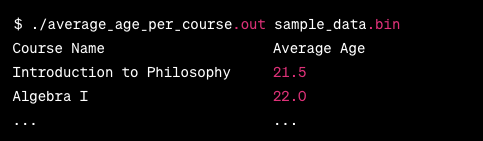 $ ./average_age_per_course.out sample_data.bin
Course Name Average Age
Introduction to Philosophy 21.5
Algebra I 22.0
... ...